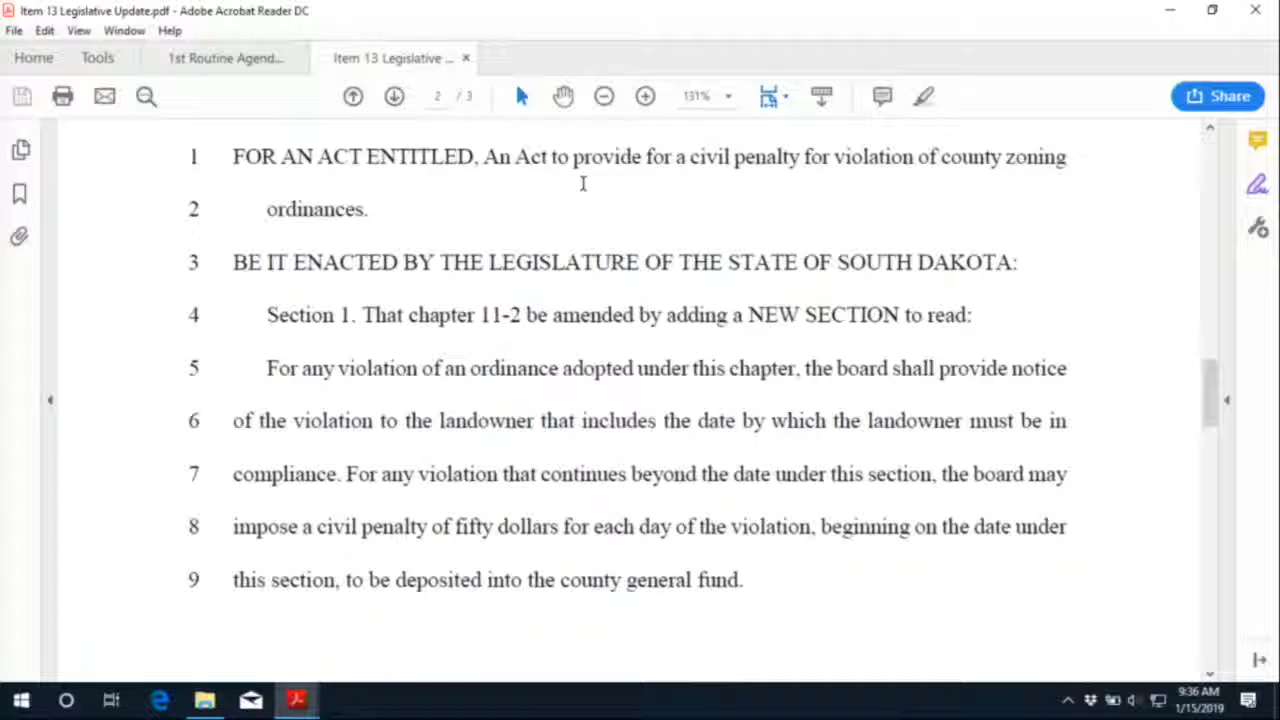 Item 13 Legislative Update.pdf - Adobe Acrobat Reader DC
File Edit View Window Help
Home Tools 1st Routine Agend... Item 13 Legislative ... ×
2 / 3 131% Share
1 FOR AN ACT ENTITLED, An Act to provide for a civil penalty for violation of county zoning
2 ordinances.
3 BE IT ENACTED BY THE LEGISLATURE OF THE STATE OF SOUTH DAKOTA:
4 Section 1. That chapter 11-2 be amended by adding a NEW SECTION to read:
5 For any violation of an ordinance adopted under this chapter, the board shall provide notice
6 of the violation to the landowner that includes the date by which the landowner must be in
7 compliance. For any violation that continues beyond the date under this section, the board may
8 impose a civil penalty of fifty dollars for each day of the violation, beginning on the date under
9 this section, to be deposited into the county general fund.
9:36 AM
1/15/2019